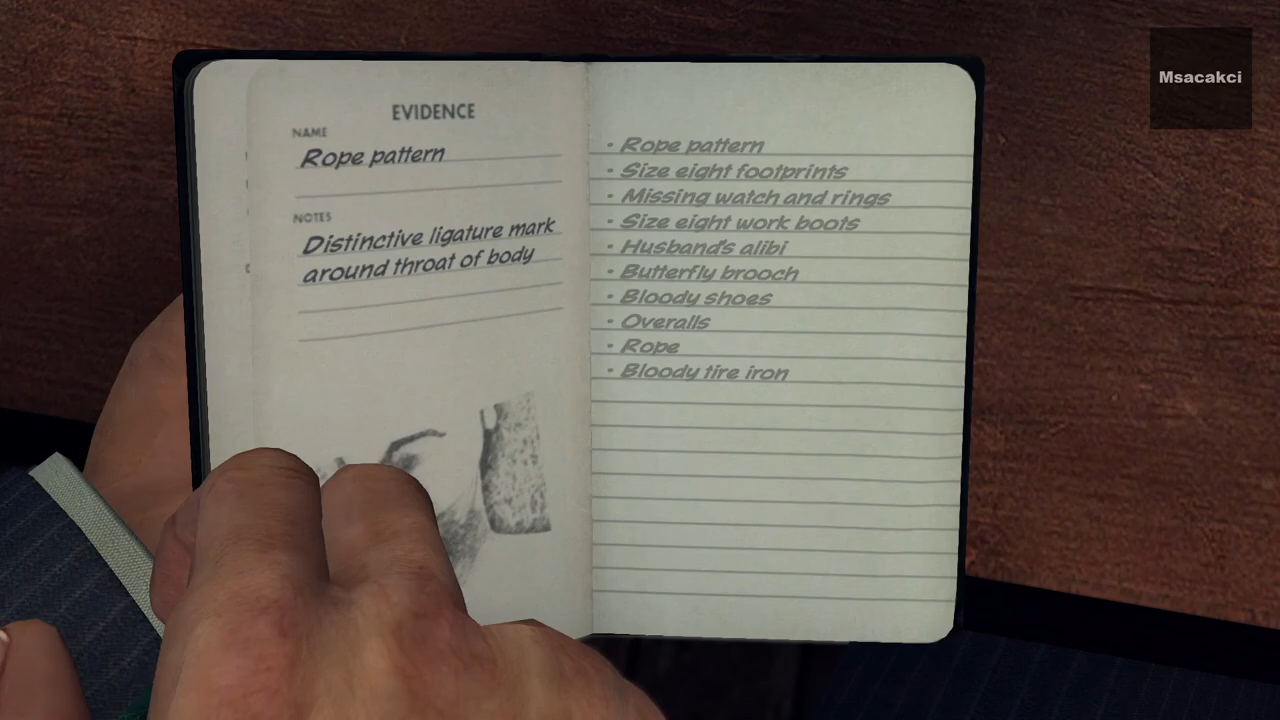 Msacakci
EVIDENCE
NAME
Rope pattern
NOTES
Distinctive ligature mark
around throat of body
• Rope pattern
• Size eight footprints
• Missing watch and rings
• Size eight work boots
• Husband's alibi
• Butterfly brooch
• Bloody shoes
• Overalls
• Rope
• Bloody tire iron